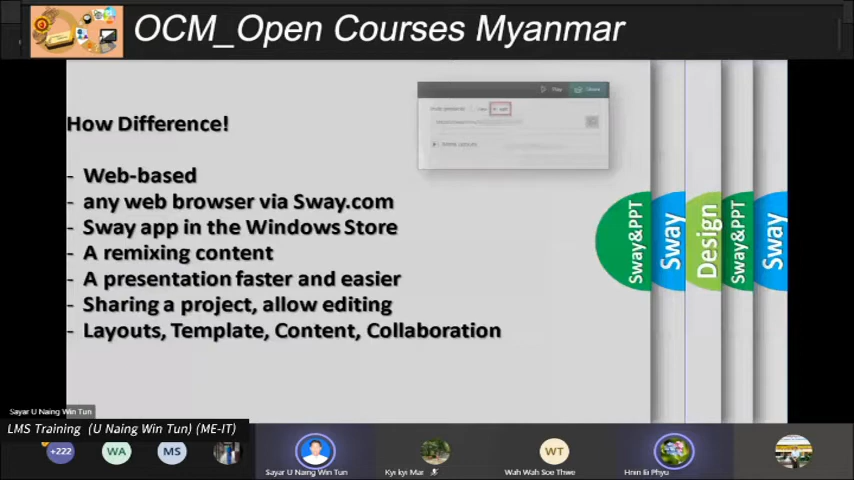 OCM_Open Courses Myanmar
How Difference!
- Web-based
- any web browser via Sway.com
- Sway app in the Windows Store
- A remixing content
- A presentation faster and easier
- Sharing a project, allow editing
- Layouts, Template, Content, Collaboration
Sway&PPT
Sway
Design
Sway&PPT
Sway
Sayar U Naing Win Tun
LMS Training (U Naing Win Tun) (ME-IT)
+222
WA
MS
WT
Sayar U Naing Win Tun
Kyi kyi Mar
Wah Wah Soe Thwe
Hnin Ei Phyu